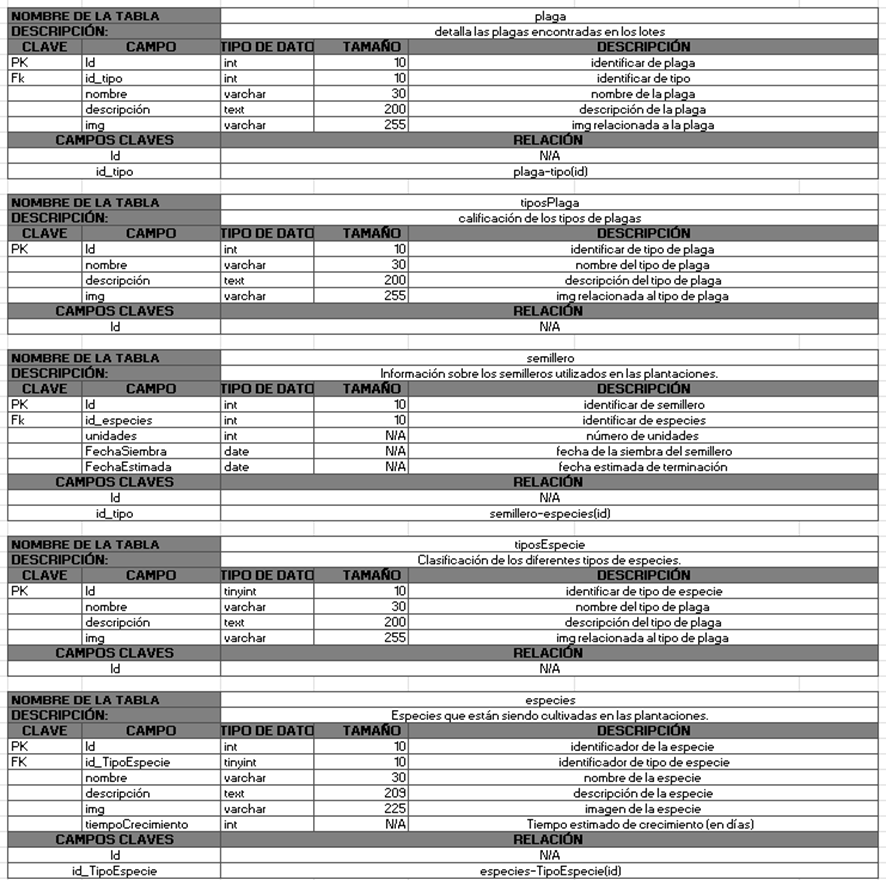 NOMBRE DE LA TABLA plaga
DESCRIPCIÓN: detalla las plagas encontradas en los lotes
CLAVE CAMPO TIPO DE DATO TAMAÑO DESCRIPCIÓN
PK Id int 10 identificar de plaga
Fk id_tipo int 10 identificar de tipo
nombre varchar 30 nombre de la plaga
descripción text 200 descripción de la plaga
img varchar 255 img relacionada a la plaga
CAMPOS CLAVES RELACIÓN
Id N/A
id_tipo plaga-tipo(id)
NOMBRE DE LA TABLA tiposPlaga
DESCRIPCIÓN: calificación de los tipos de plagas
CLAVE CAMPO TIPO DE DATO TAMAÑO DESCRIPCIÓN
PK Id int 10 identificar de tipo de plaga
nombre varchar 30 nombre del tipo de plaga
descripción text 200 descripción del tipo de plaga
img varchar 255 img relacionada al tipo de plaga
CAMPOS CLAVES RELACIÓN
Id N/A
NOMBRE DE LA TABLA semillero
DESCRIPCIÓN: Información sobre los semilleros utilizados en las plantaciones.
CLAVE CAMPO TIPO DE DATO TAMAÑO DESCRIPCIÓN
PK Id int 10 identificar de semillero
Fk id_especies int 10 identificar de especies
unidades int N/A número de unidades
FechaSiembra date N/A fecha de la siembra del semillero
FechaEstimada date N/A fecha estimada de terminación
CAMPOS CLAVES RELACIÓN
Id N/A
id_tipo semillero-especies(id)
NOMBRE DE LA TABLA tiposEspecie
DESCRIPCIÓN: Clasificación de los diferentes tipos de especies.
CLAVE CAMPO TIPO DE DATO TAMAÑO DESCRIPCIÓN
PK Id tinyint 10 identificar de tipo de especie
nombre varchar 30 nombre del tipo de plaga
descripción text 200 descripción del tipo de plaga
img varchar 255 img relacionada al tipo de plaga
CAMPOS CLAVES RELACIÓN
Id N/A
NOMBRE DE LA TABLA especies
DESCRIPCIÓN: Especies que están siendo cultivadas en las plantaciones.
CLAVE CAMPO TIPO DE DATO TAMAÑO DESCRIPCIÓN
PK Id int 10 identificador de la especie
FK id_TipoEspecie tinyint 10 identificador de tipo de especie
nombre varchar 30 nombre de la especie
descripción text 209 descripción de la especie
img varchar 225 imagen de la especie
tiempoCrecimiento int N/A Tiempo estimado de crecimiento (en días)
CAMPOS CLAVES RELACIÓN
Id N/A
id_TipoEspecie especies-TipoEspecie(id)